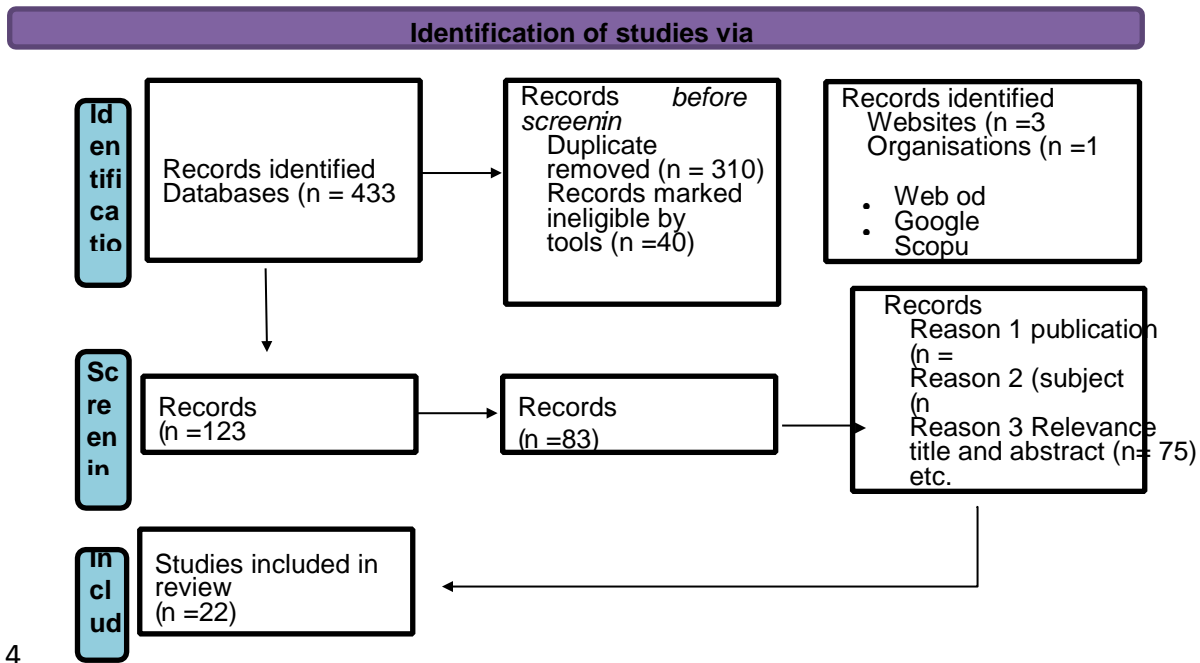 Identification of studies via
Id
en
tifi
ca
tio
Records identified
Databases (n = 433
Records before
screenin
Duplicate
removed (n = 310)
Records marked
ineligible by
tools (n =40)
Records identified
Websites (n =3
Organisations (n =1
• Web od
• Google
• Scopu
Sc
re
en
in
Records
(n =123
Records
(n =83)
Records
Reason 1 publication
(n =
Reason 2 (subject
(n
Reason 3 Relevance
title and abstract (n= 75)
etc.
In
cl
ud
Studies included in
review
(n =22)
4